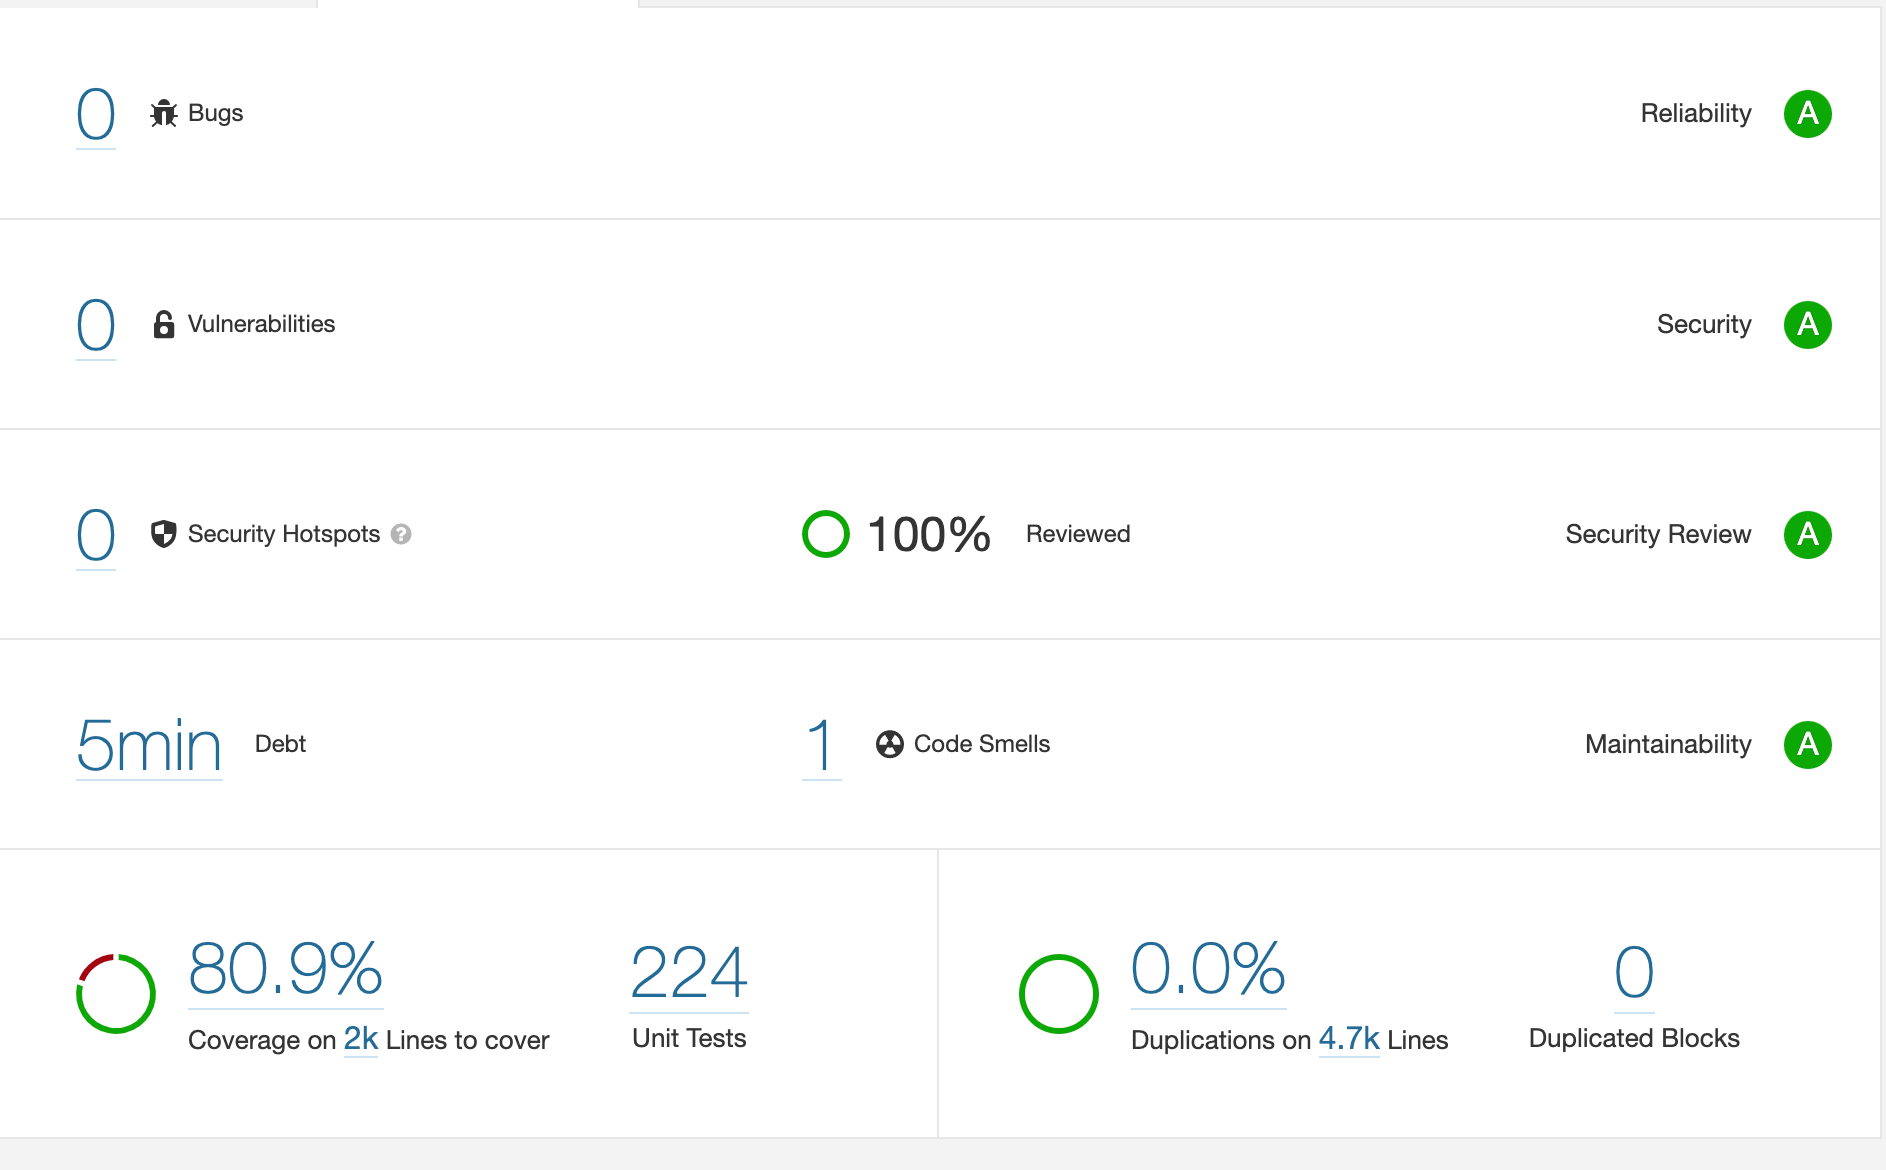 0 Bugs Reliability A
0 Vulnerabilities Security A
0 Security Hotspots ? 100% Reviewed Security Review A
5min Debt 1 Code Smells Maintainability A
80.9% 224 0.0% 0
Coverage on 2k Lines to cover Unit Tests Duplications on 4.7k Lines Duplicated Blocks